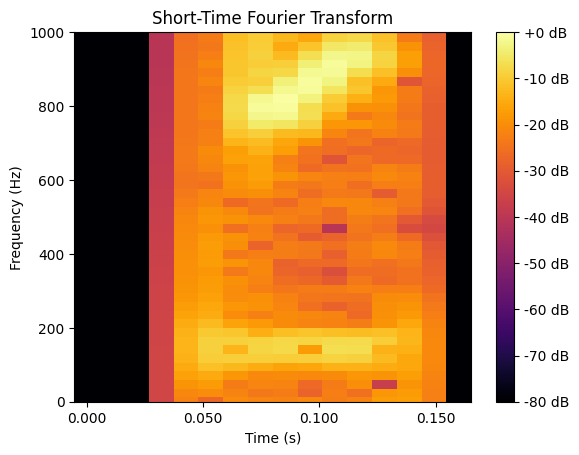 Short-Time Fourier Transform
1000
800
600
400
200
0
Frequency (Hz)
0.000
0.050
0.100
0.150
Time (s)
+0 dB
-10 dB
-20 dB
-30 dB
-40 dB
-50 dB
-60 dB
-70 dB
-80 dB